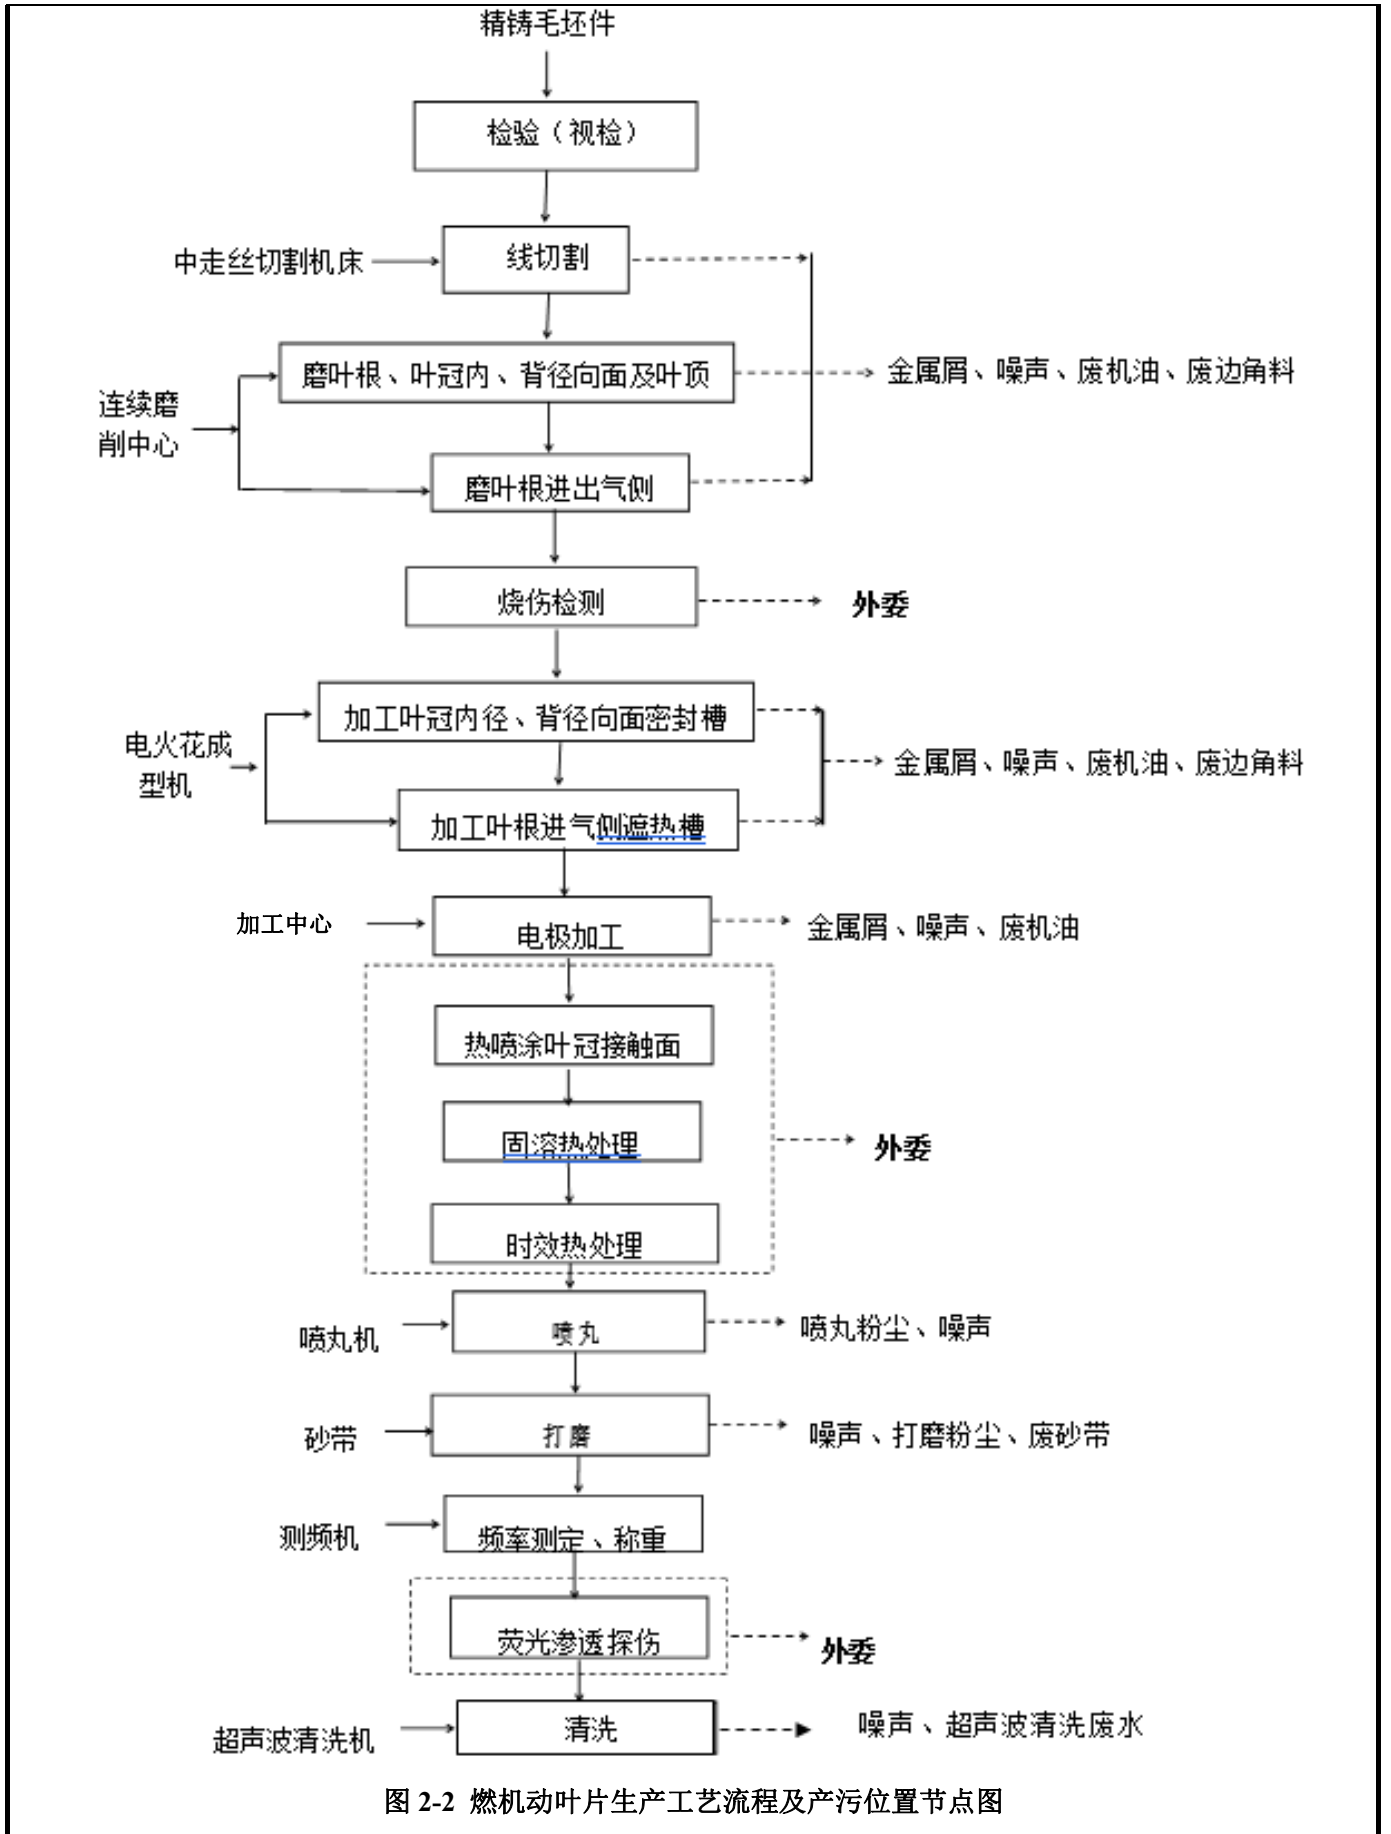 精铸毛坯件
检验（视检）
中走丝切割机床
线切割
磨叶根、叶冠内、背径向面及叶顶
金属屑、噪声、废机油、废边角料
连续磨
削中心
磨叶根进出气侧
烧伤检测
外委
加工叶冠内径、背径向面密封槽
电火花成
型机
金属屑、噪声、废机油、废边角料
加工叶根进气侧遮热槽
加工中心
电极加工
金属屑、噪声、废机油
热喷涂叶冠接触面
固溶热处理
外委
时效热处理
喷丸机
喷丸
喷丸粉尘、噪声
砂带
打磨
噪声、打磨粉尘、废砂带
测频机
频率测定、称重
荧光渗透探伤
外委
超声波清洗机
清洗
噪声、超声波清洗废水
图 2-2 燃机动叶片生产工艺流程及产污位置节点图